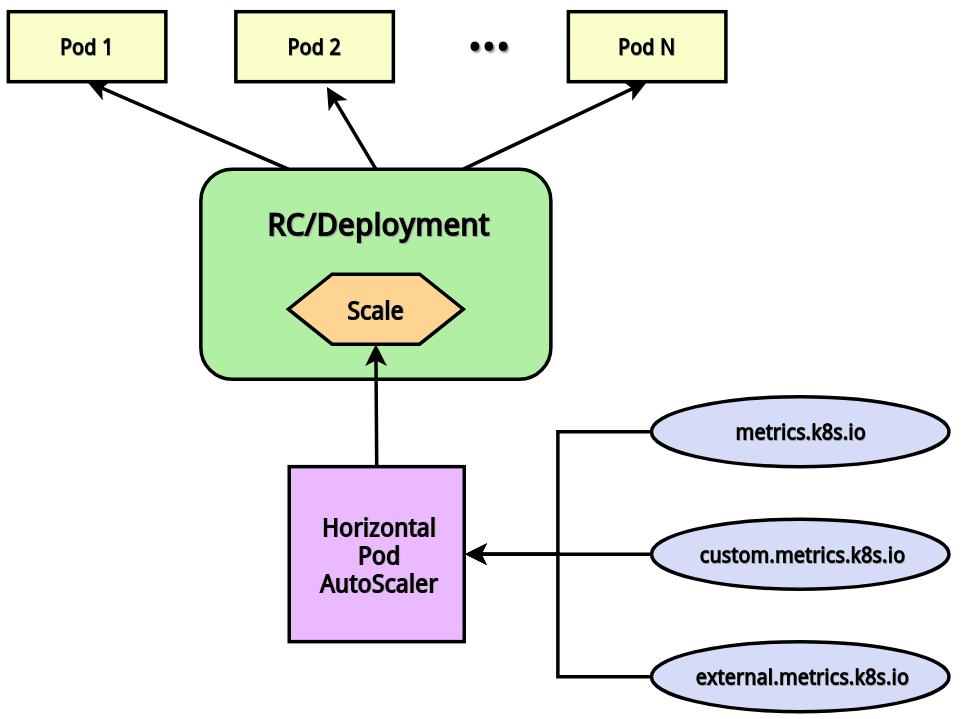 Pod 1
Pod 2
•••
Pod N
RC/Deployment
Scale
metrics.k8s.io
Horizontal
Pod
AutoScaler
custom.metrics.k8s.io
external.metrics.k8s.io